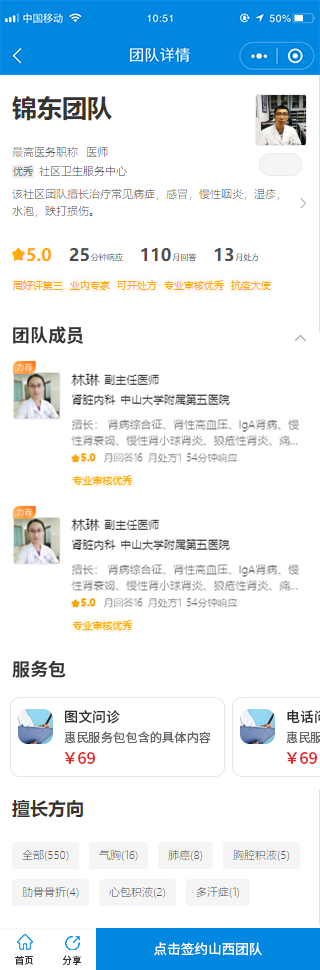 中国移动 10:51 50%
团队详情
锦东团队
最高医务职称 医师
优秀 社区卫生服务中心
该社区团队擅长治疗常见病症，感冒，慢性咽炎，湿疹，
水泡，跌打损伤。
5.0 25分钟响应 110月回答 13月处方
周好评第三 业内专家 可开处方 专业审核优秀 抗疫大使
团队成员
力荐
林琳 副主任医师
肾脏内科 中山大学附属第五医院
擅长： 肾病综合征、肾性高血压、IgA肾病、慢
性肾衰竭、慢性肾小球肾炎、狼疮性肾炎、痛...
5.0 月回答16 月处方1 54分钟响应
专业审核优秀
力荐
林琳 副主任医师
肾脏内科 中山大学附属第五医院
擅长： 肾病综合征、肾性高血压、IgA肾病、慢
性肾衰竭、慢性肾小球肾炎、狼疮性肾炎、痛...
5.0 月回答16 月处方1 54分钟响应
专业审核优秀
服务包
图文问诊
惠民服务包包含的具体内容
￥69
电话问
惠民服
￥69
擅长方向
全部(550) 气胸(16) 肺癌(8) 胸腔积液(5)
肋骨骨折(4) 心包积液(2) 多汗症(1)
首页 分享 点击签约山西团队